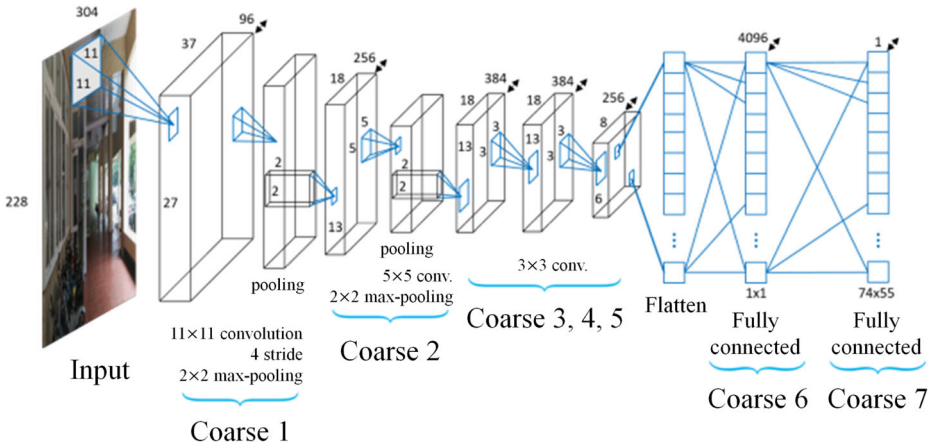 304
11
11
228
Input
37
96
27
11×11 convolution
4 stride
2×2 max-pooling
Coarse 1
2
2
pooling
18
256
5
5
13
2
2
pooling
5×5 conv.
2×2 max-pooling
Coarse 2
18
384
13
3
3
18
384
13
3
3
256
8
6
3×3 conv.
Coarse 3, 4, 5
Flatten
4096
1x1
Fully
connected
Coarse 6
1
74x55
Fully
connected
Coarse 7